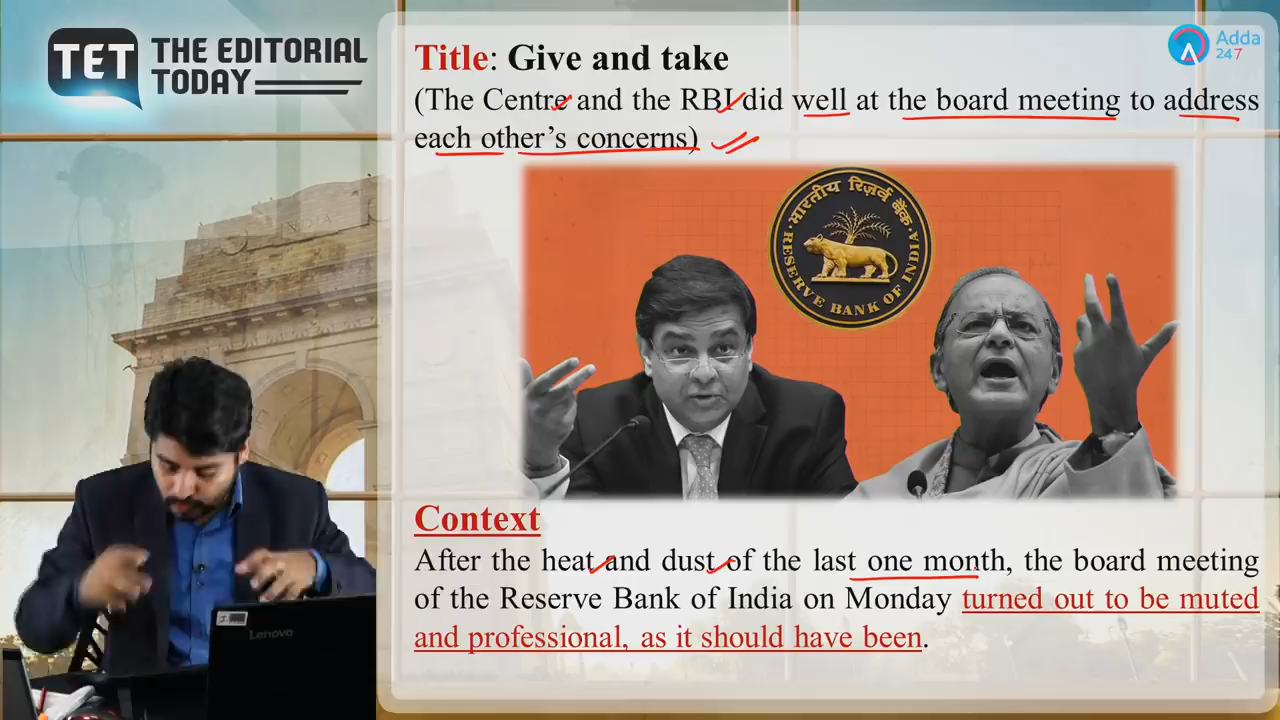 TET
THE EDITORIAL
TODAY
Adda
247
Title: Give and take
(The Centre and the RBI did well at the board meeting to address
each other's concerns)
भारतीय रिज़र्व बैंक
RESERVE BANK OF INDIA
Context
After the heat and dust of the last one month, the board meeting
of the Reserve Bank of India on Monday turned out to be muted
and professional, as it should have been.
Lenovo